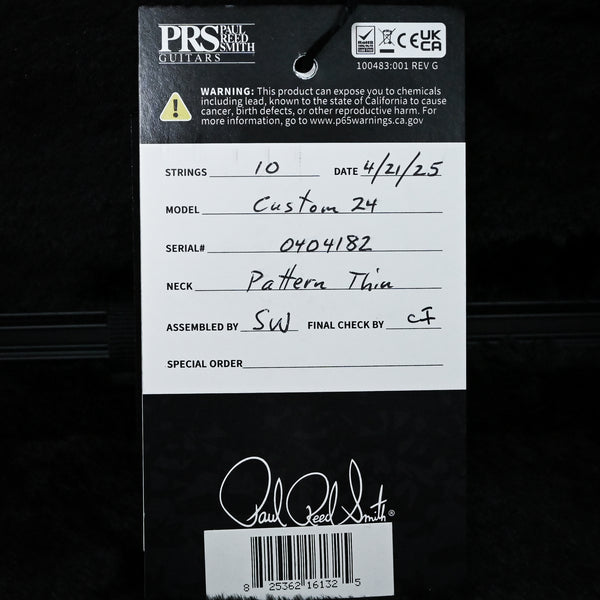 PRS PAUL REED SMITH
GUITARS
RoHS CE UK CA
100483:001 REV G
WARNING: This product can expose you to chemicals
including lead, known to the state of California to cause
cancer, birth defects, or other reproductive harm. For
more information, go to www.p65warnings.ca.gov
STRINGS 10 DATE 4/21/25
MODEL Custom 24
SERIAL# 0404182
NECK Pattern Thin
ASSEMBLED BY SW FINAL CHECK BY CI
SPECIAL ORDER
Paul Reed Smith®
8 25362 16132 5